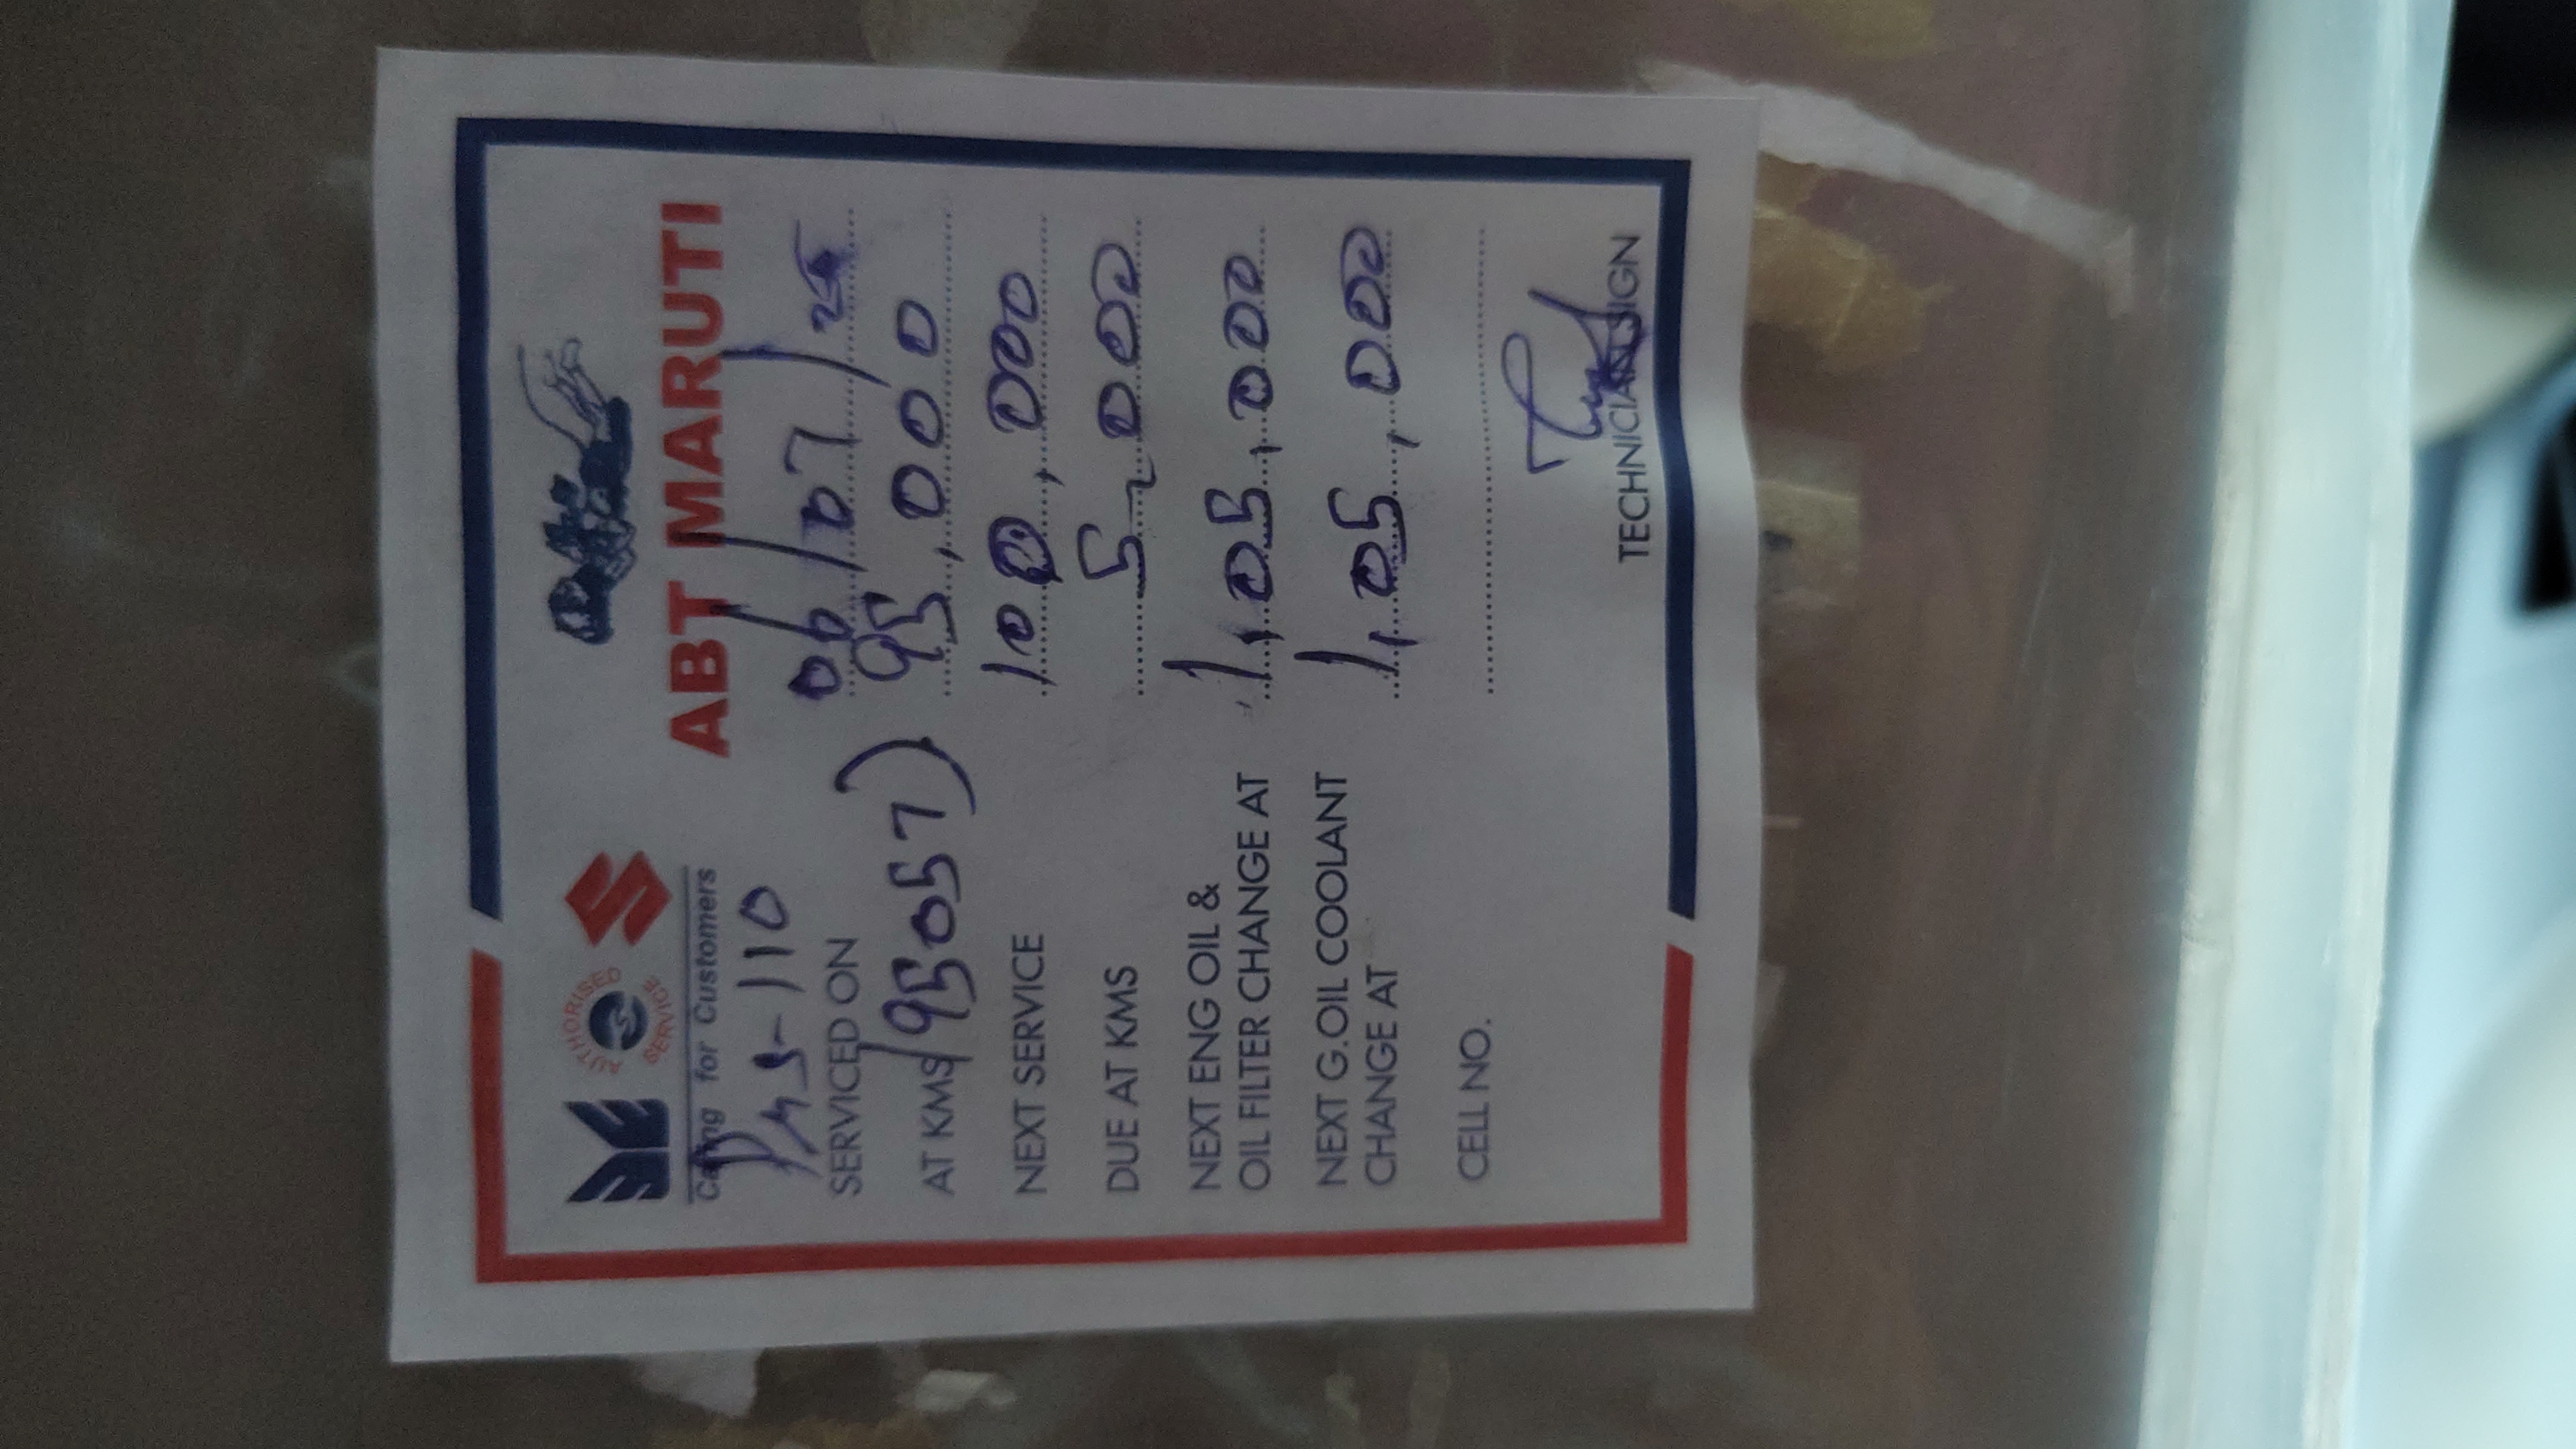 AUTHORISED SERVICE
Caring for Customers
ABT MARUTI
PMS-110
SERVICED ON 06/07/25
AT KMS (95057) 95,000
NEXT SERVICE 100,000
DUE AT KMS 5,000
NEXT ENG OIL &
OIL FILTER CHANGE AT 1,05,000
NEXT G.OIL COOLANT
CHANGE AT 1,05,000
CELL NO.
TECHNICIAN SIGN